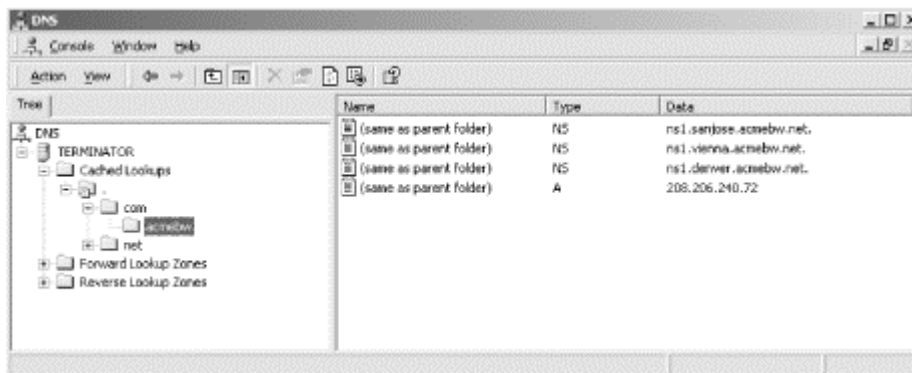 DNS
Console Window Help
Action View
Tree
Name Type Data
DNS
TERMINATOR
Cached Lookups
.
com
acmebw
net
Forward Lookup Zones
Reverse Lookup Zones
(same as parent folder) NS ns1.sanjose.acmebw.net.
(same as parent folder) NS ns1.vienna.acmebw.net.
(same as parent folder) NS ns1.denver.acmebw.net.
(same as parent folder) A 208.206.240.72